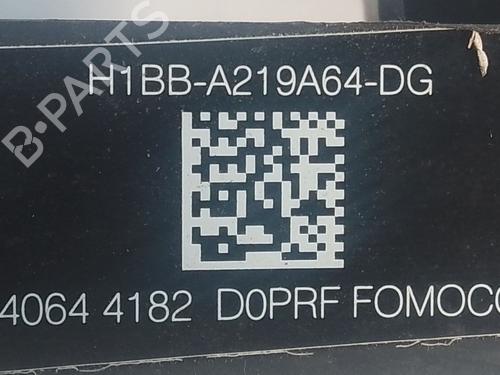 H1BB-A219A64-DG
4064 4182 D0PRF FOMOCO
B-PARTS